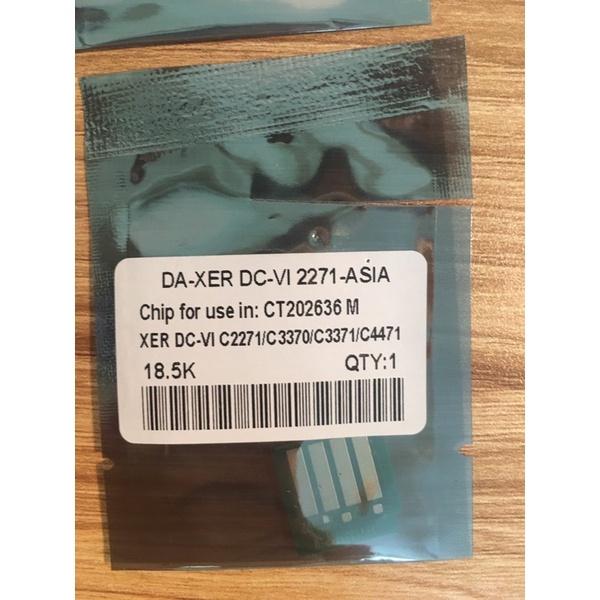 DA-XER DC-VI 2271-ASIA
Chip for use in: CT202636 M
XER DC-VI C2271/C3370/C3371/C4471
18.5K QTY:1